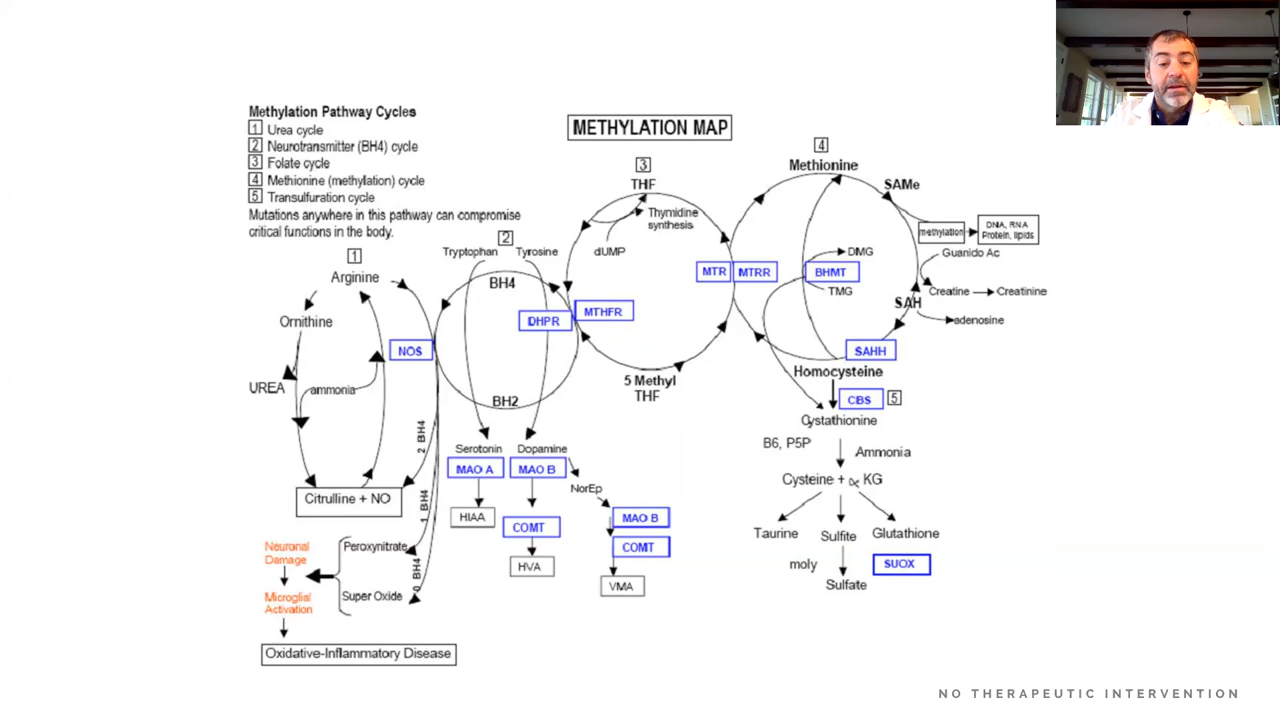 Methylation Pathway Cycles
1 Urea cycle
2 Neurotransmitter (BH4) cycle
3 Folate cycle
4 Methionine (methylation) cycle
5 Transulfuration cycle
Mutations anywhere in this pathway can compromise
critical functions in the body.
METHYLATION MAP
1
Arginine
Ornithine
UREA
ammonia
Citrulline + NO
NOS
2 BH4
1 BH4
0 BH4
Peroxynitrate
Super Oxide
Neuronal
Damage
Microglial
Activation
Oxidative-Inflammatory Disease
2
Tryptophan
Tyrosine
BH4
DHPR
BH2
Serotonin
MAO A
HIAA
Dopamine
MAO B
COMT
HVA
NorEp
MAO B
COMT
VMA
3
THF
Thymidine
synthesis
dUMP
MTHFR
5 Methyl
THF
MTR
MTRR
4
Methionine
SAMe
methylation
DNA, RNA
Protein, lipids
Guanido Ac
Creatine
Creatinine
SAH
adenosine
BHMT
DMG
TMG
SAHH
Homocysteine
CBS
5
Cystathionine
B6, P5P
Ammonia
Cysteine + α KG
Taurine
Sulfite
Glutathione
moly
SUOX
Sulfate
NO THERAPEUTIC INTERVENTION